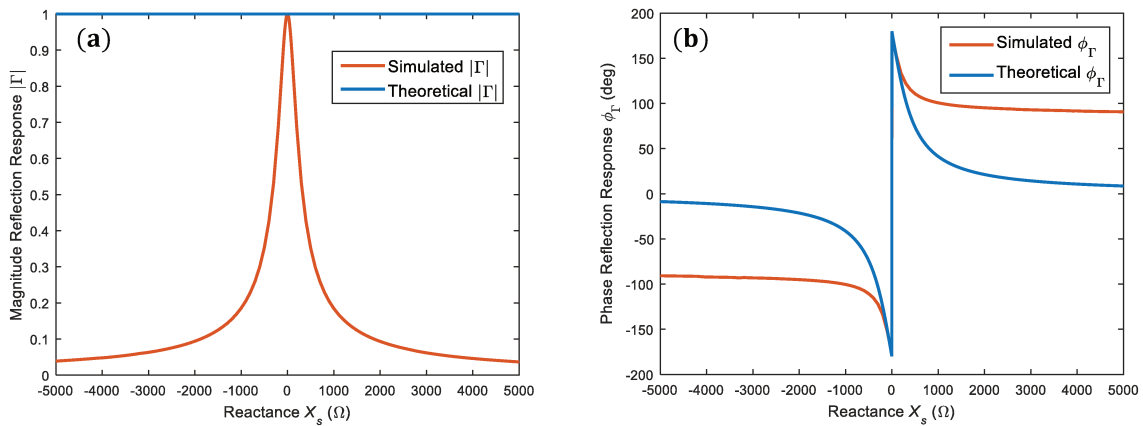 (a)
Simulated |Γ|
Theoretical |Γ|
Magnitude Reflection Response |Γ|
1
0.9
0.8
0.7
0.6
0.5
0.4
0.3
0.2
0.1
0
-5000 -4000 -3000 -2000 -1000 0 1000 2000 3000 4000 5000
Reactance X_s (Ω)
(b)
Simulated ϕ_Γ
Theoretical ϕ_Γ
Phase Reflection Response ϕ_Γ (deg)
200
150
100
50
0
-50
-100
-150
-200
-5000 -4000 -3000 -2000 -1000 0 1000 2000 3000 4000 5000
Reactance X_s (Ω)